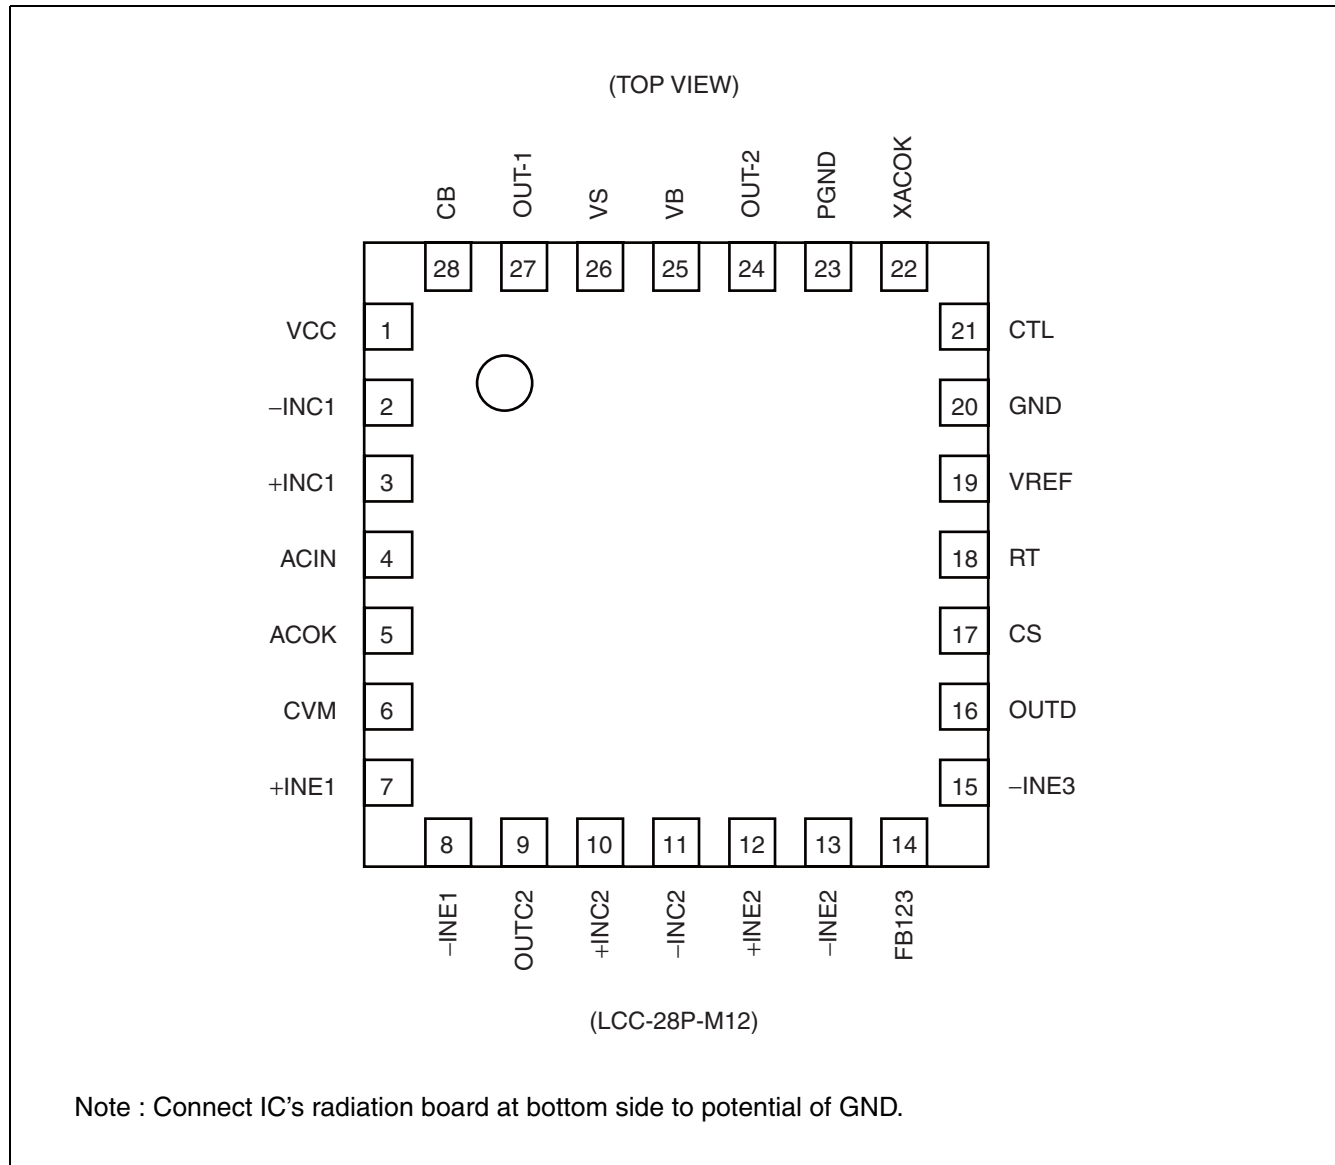 (TOP VIEW)
CB
OUT-1
VS
VB
OUT-2
PGND
XACOK
28 27 26 25 24 23 22
VCC 1 21 CTL
−INC1 2 20 GND
+INC1 3 19 VREF
ACIN 4 18 RT
ACOK 5 17 CS
CVM 6 16 OUTD
+INE1 7 15 −INE3
8 9 10 11 12 13 14
−INE1
OUTC2
+INC2
−INC2
+INE2
−INE2
FB123
(LCC-28P-M12)
Note : Connect IC’s radiation board at bottom side to potential of GND.